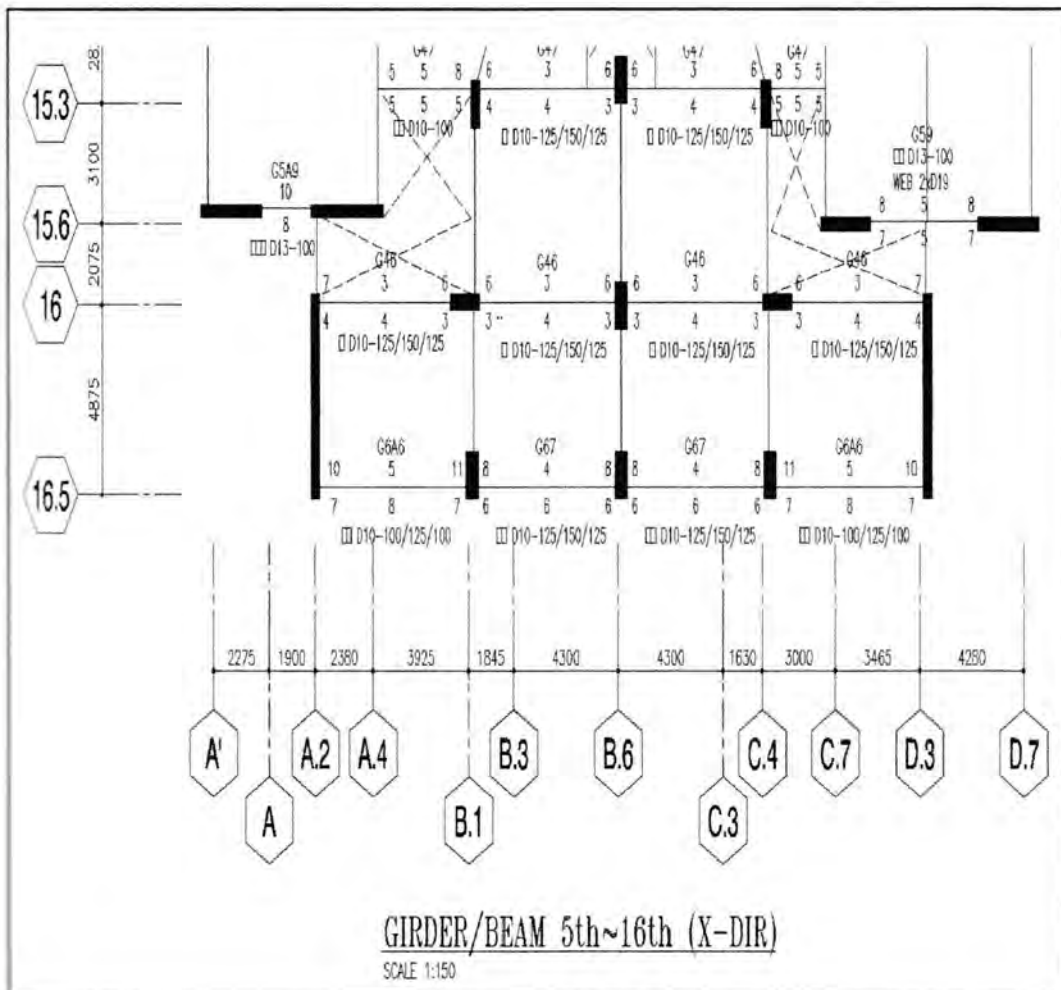 28.
15.3
3100
15.6
2075
16
4875
16.5
G47 G47 G47 G47
5 5 8 6 3 6 6 3 6 8 5 5
5 5 5 4 4 3 3 4 4 5 5 5
D10-100 D10-125/150/125 D10-125/150/125 D10-100
G59
D13-100
WEB 2xD19
8 5 8
7 5 7
G5A9
10
8
D13-100
G46 G46 G46 G46
7 3 6 6 3 6 6 3 6 6 3 7
4 4 3 3 4 3 3 4 3 3 4 4
D10-125/150/125 D10-125/150/125 D10-125/150/125 D10-125/150/125
G6A6 G67 G67 G6A6
10 5 11 8 4 8 8 4 8 11 5 10
7 8 7 6 6 6 6 6 6 7 8 7
D10-100/125/100 D10-125/150/125 D10-125/150/125 D10-100/125/100
2275 1900 2380 3925 1845 4300 4300 1630 3000 3465 4280
A' A.2 A.4 B.3 B.6 C.4 C.7 D.3 D.7
A B.1 C.3
GIRDER/BEAM 5th~16th (X-DIR)
SCALE 1:150